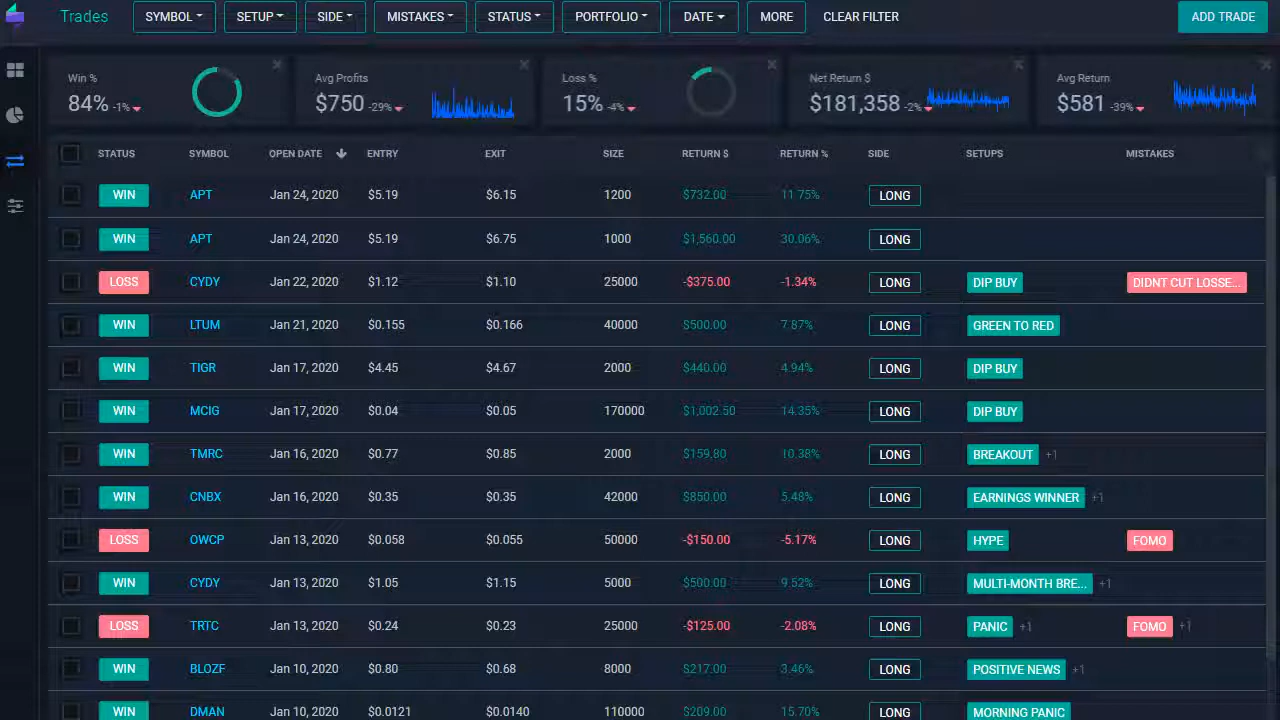 Trades SYMBOL SETUP SIDE MISTAKES STATUS PORTFOLIO DATE MORE CLEAR FILTER ADD TRADE
Win % Avg Profits Loss % Net Return $ Avg Return
84% -1% $750 -29% 15% -4% $181,358 -2% $581 -39%
STATUS SYMBOL OPEN DATE ENTRY EXIT SIZE RETURN $ RETURN % SIDE SETUPS MISTAKES
WIN APT Jan 24, 2020 $5.19 $6.15 1200 $732.00 11.75% LONG
WIN APT Jan 24, 2020 $5.19 $6.75 1000 $1,560.00 30.06% LONG
LOSS CYDY Jan 22, 2020 $1.12 $1.10 25000 -$375.00 -1.34% LONG DIP BUY DIDNT CUT LOSSE...
WIN LTUM Jan 21, 2020 $0.155 $0.166 40000 $500.00 7.87% LONG GREEN TO RED
WIN TIGR Jan 17, 2020 $4.45 $4.67 2000 $440.00 4.94% LONG DIP BUY
WIN MCIG Jan 17, 2020 $0.04 $0.05 170000 $1,002.50 14.35% LONG DIP BUY
WIN TMRC Jan 16, 2020 $0.77 $0.85 2000 $159.80 10.38% LONG BREAKOUT +1
WIN CNBX Jan 16, 2020 $0.35 $0.35 42000 $850.00 5.48% LONG EARNINGS WINNER +1
LOSS OWCP Jan 13, 2020 $0.058 $0.055 50000 -$150.00 -5.17% LONG HYPE FOMO
WIN CYDY Jan 13, 2020 $1.05 $1.15 5000 $500.00 9.52% LONG MULTI-MONTH BRE... +1
LOSS TRTC Jan 13, 2020 $0.24 $0.23 25000 -$125.00 -2.08% LONG PANIC +1 FOMO +1
WIN BLOZF Jan 10, 2020 $0.80 $0.68 8000 $217.00 3.46% LONG POSITIVE NEWS +1
WIN DMAN Jan 10, 2020 $0.0121 $0.0140 110000 $209.00 15.70% LONG MORNING PANIC